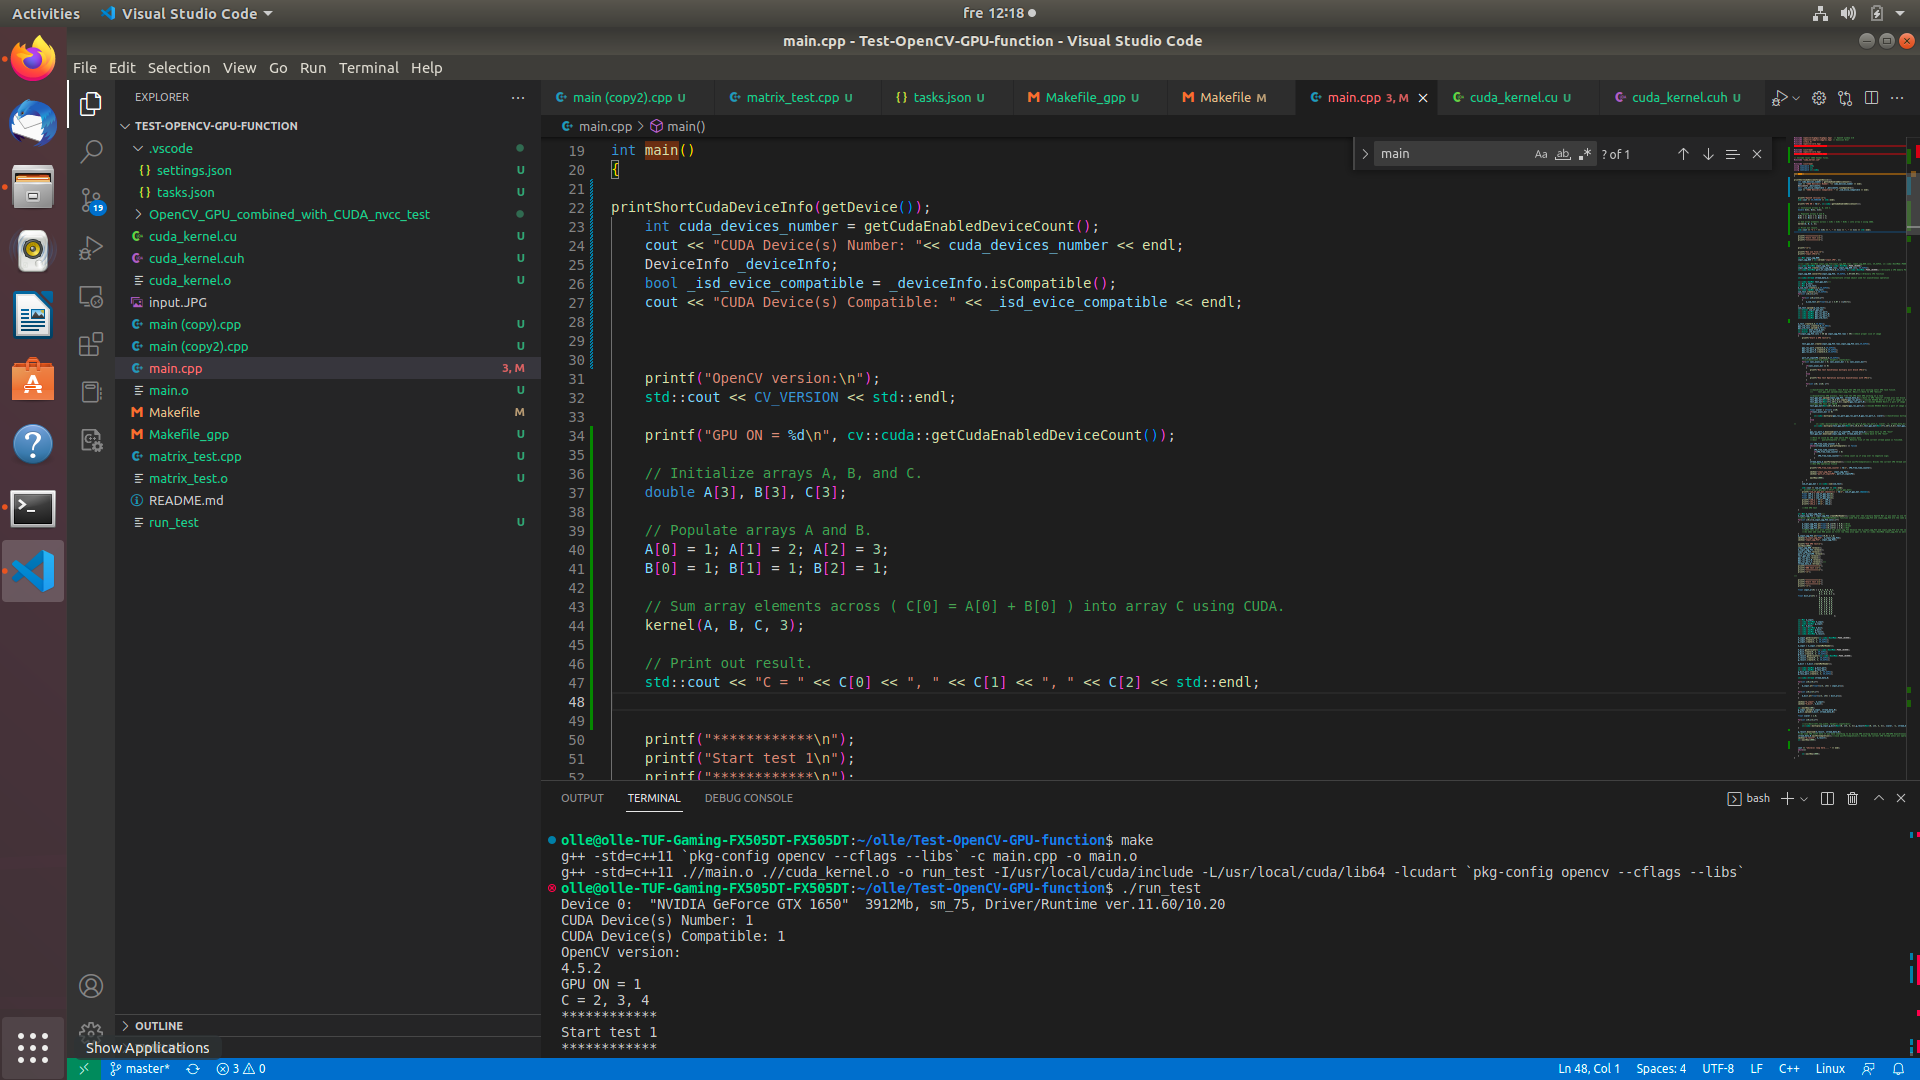 Activities
Visual Studio Code
fre 12:18
main.cpp - Test-OpenCV-GPU-function - Visual Studio Code
File Edit Selection View Go Run Terminal Help
EXPLORER
main (copy2).cpp U
matrix_test.cpp U
{} tasks.json U
Makefile_gpp U
Makefile M
main.cpp 3, M
cuda_kernel.cu U
cuda_kernel.cuh U
main.cpp > main()
main
Aa ab .* ? of 1
TEST-OPENCV-GPU-FUNCTION
.vscode
{} settings.json U
{} tasks.json U
OpenCV_GPU_combined_with_CUDA_nvcc_test
cuda_kernel.cu U
cuda_kernel.cuh U
cuda_kernel.o U
input.JPG
main (copy).cpp U
main (copy2).cpp U
main.cpp 3, M
main.o U
Makefile M
Makefile_gpp U
matrix_test.cpp U
matrix_test.o U
README.md
run_test U
19
OUTLINE
Show Applications
19 int main()
20 {
21
22 printShortCudaDeviceInfo(getDevice());
23 int cuda_devices_number = getCudaEnabledDeviceCount();
24 cout << "CUDA Device(s) Number: "<< cuda_devices_number << endl;
25 DeviceInfo _deviceInfo;
26 bool _isd_evice_compatible = _deviceInfo.isCompatible();
27 cout << "CUDA Device(s) Compatible: " << _isd_evice_compatible << endl;
28
29
30
31 printf("OpenCV version:\n");
32 std::cout << CV_VERSION << std::endl;
33
34 printf("GPU ON = %d\n", cv::cuda::getCudaEnabledDeviceCount());
35
36 // Initialize arrays A, B, and C.
37 double A[3], B[3], C[3];
38
39 // Populate arrays A and B.
40 A[0] = 1; A[1] = 2; A[2] = 3;
41 B[0] = 1; B[1] = 1; B[2] = 1;
42
43 // Sum array elements across ( C[0] = A[0] + B[0] ) into array C using CUDA.
44 kernel(A, B, C, 3);
45
46 // Print out result.
47 std::cout << "C = " << C[0] << ", " << C[1] << ", " << C[2] << std::endl;
48
49
50 printf("************\n");
51 printf("Start test 1\n");
52 printf("************\n");
OUTPUT TERMINAL DEBUG CONSOLE
bash
olle@olle-TUF-Gaming-FX505DT-FX505DT:~/olle/Test-OpenCV-GPU-function$ make
g++ -std=c++11 `pkg-config opencv --cflags --libs` -c main.cpp -o main.o
g++ -std=c++11 .//main.o .//cuda_kernel.o -o run_test -I/usr/local/cuda/include -L/usr/local/cuda/lib64 -lcudart `pkg-config opencv --cflags --libs`
olle@olle-TUF-Gaming-FX505DT-FX505DT:~/olle/Test-OpenCV-GPU-function$ ./run_test
Device 0: "NVIDIA GeForce GTX 1650" 3912Mb, sm_75, Driver/Runtime ver.11.60/10.20
CUDA Device(s) Number: 1
CUDA Device(s) Compatible: 1
OpenCV version:
4.5.2
GPU ON = 1
C = 2, 3, 4
************
Start test 1
************
master* 3 0
Ln 48, Col 1 Spaces: 4 UTF-8 LF C++ Linux